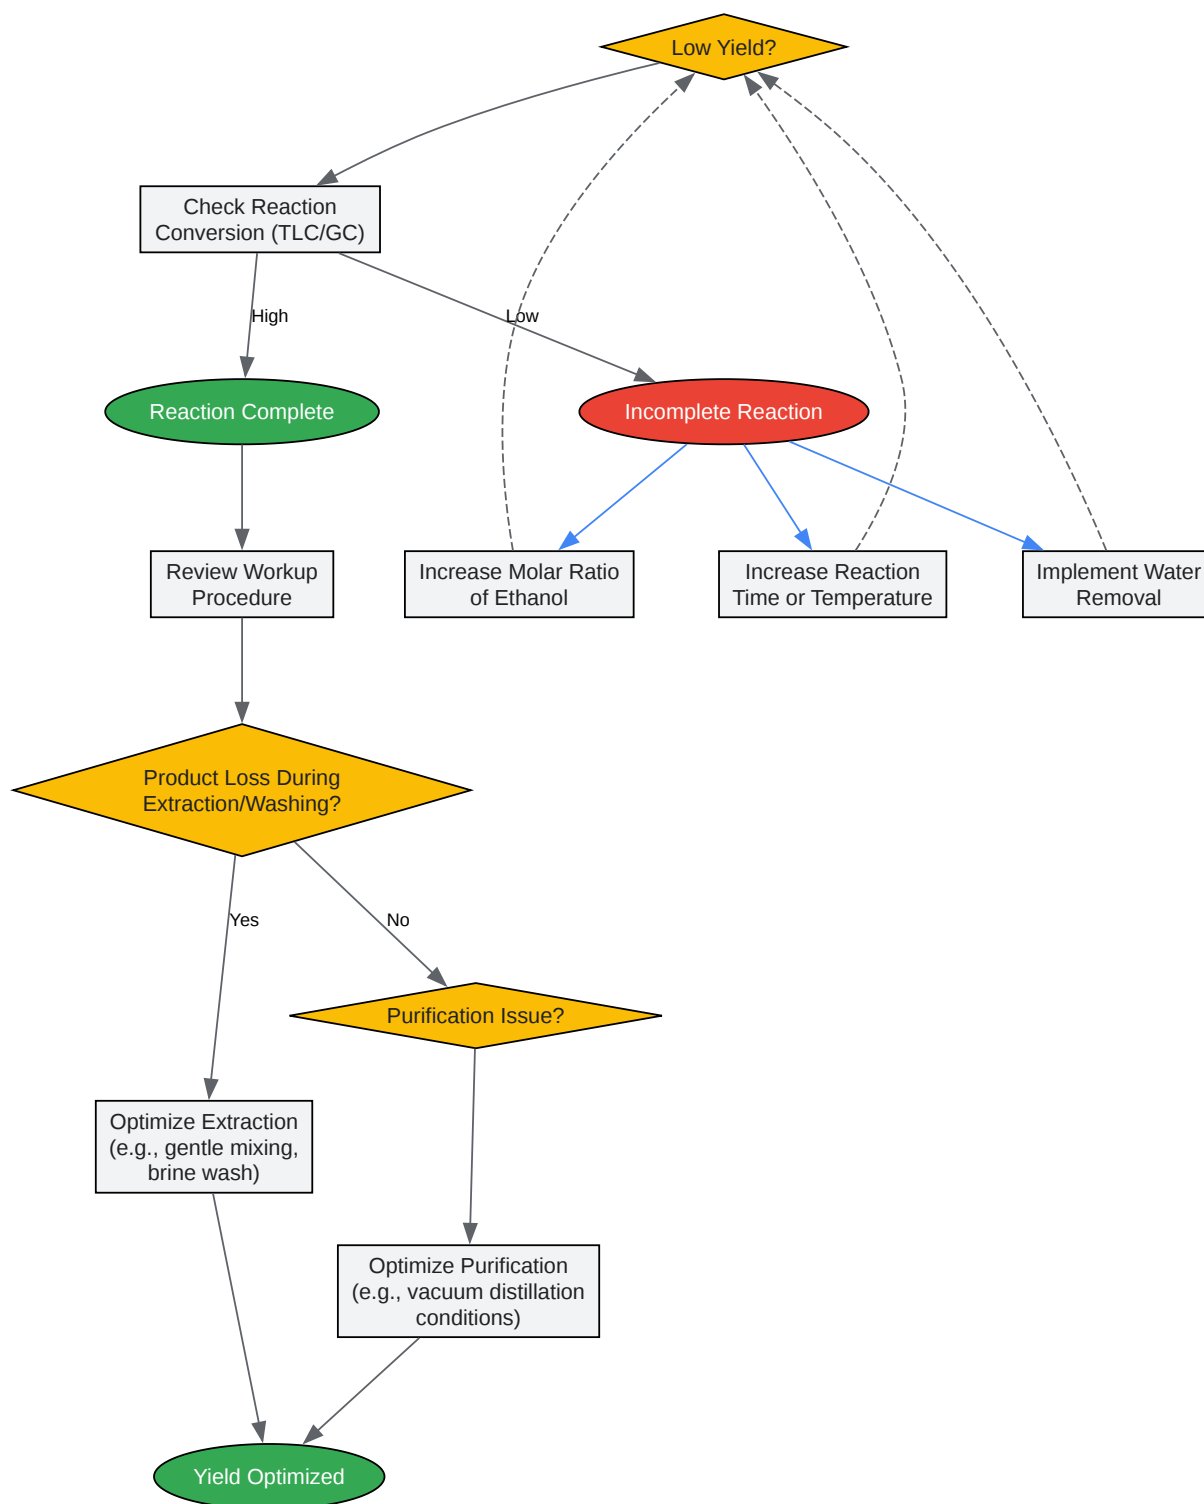 Low Yield?
Check Reaction
Conversion (TLC/GC)
High
Low
Reaction Complete
Incomplete Reaction
Review Workup
Procedure
Increase Molar Ratio
of Ethanol
Increase Reaction
Time or Temperature
Implement Water
Removal
Product Loss During
Extraction/Washing?
Yes
No
Purification Issue?
Optimize Extraction
(e.g., gentle mixing,
brine wash)
Optimize Purification
(e.g., vacuum distillation
conditions)
Yield Optimized